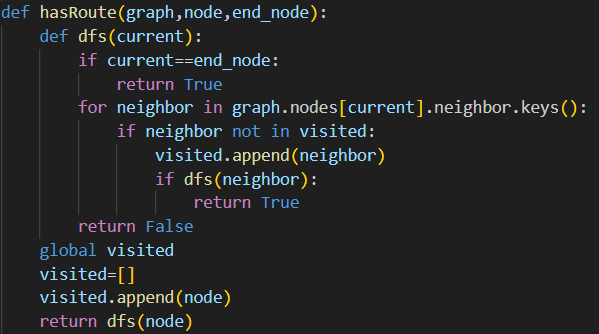 def hasRoute(graph,node,end_node):
    def dfs(current):
        if current==end_node:
            return True
        for neighbor in graph.nodes[current].neighbor.keys():
            if neighbor not in visited:
                visited.append(neighbor)
                if dfs(neighbor):
                    return True
        return False
    global visited
    visited=[]
    visited.append(node)
    return dfs(node)